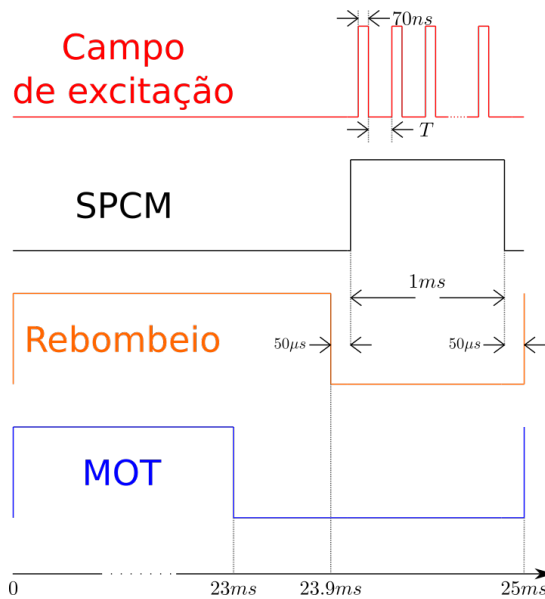 70ns
Campo
de excitação
T
SPCM
1ms
Rebombeio
50μs
50μs
MOT
0
23ms
23.9ms
25ms